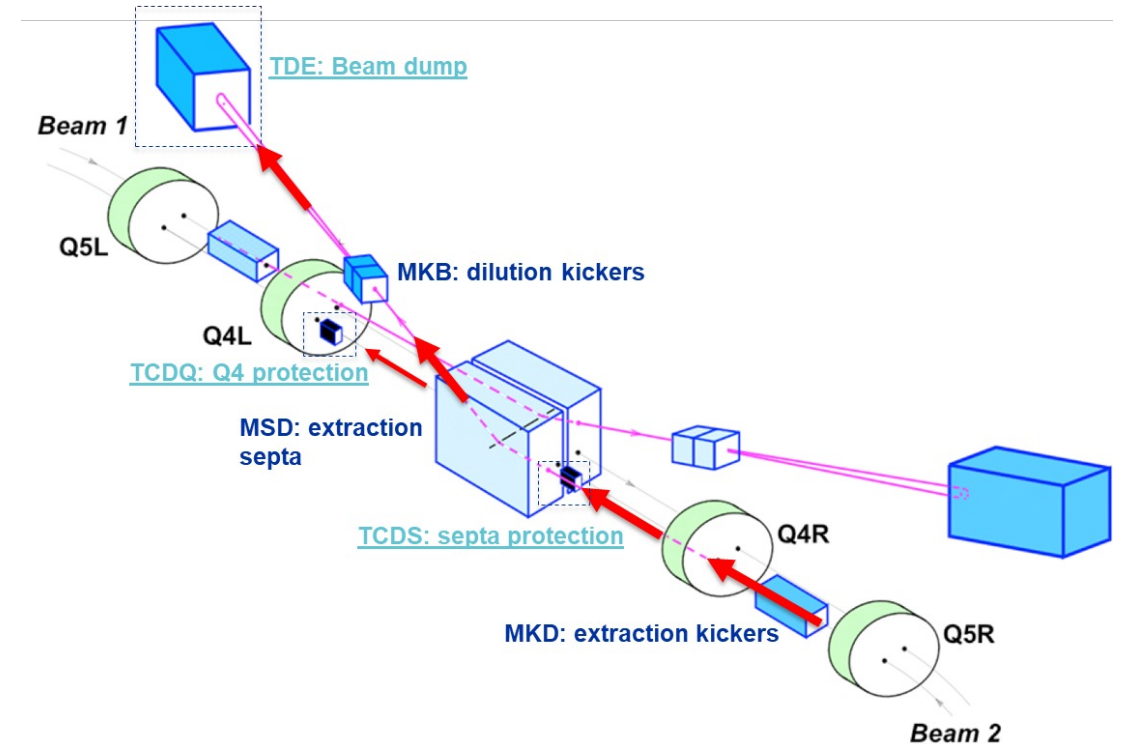 TDE: Beam dump
Beam 1
Q5L
MKB: dilution kickers
Q4L
TCDQ: Q4 protection
MSD: extraction
septa
TCDS: septa protection
Q4R
MKD: extraction kickers
Q5R
Beam 2